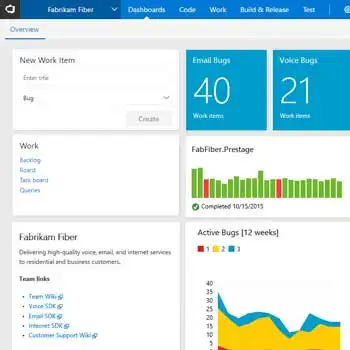 Fabrikam Fiber
Dashboards
Code
Work
Build & Release
Test
Overview
New Work Item
Enter title
Bug
Create
Email Bugs
40
Work items
Voice Bugs
21
Work items
Work
Backlog
Board
Task board
Queries
FabFiber.Prestage
Completed 10/15/2015
Fabrikam Fiber
Delivering high-quality voice, email, and internet services
to residential and business customers.
Team links
Team Wiki
Voice SDK
Email SDK
Internet SDK
Customer Support Wiki
Active Bugs [12 weeks]
1
2
3
40
35
30
25
20
15
10
5